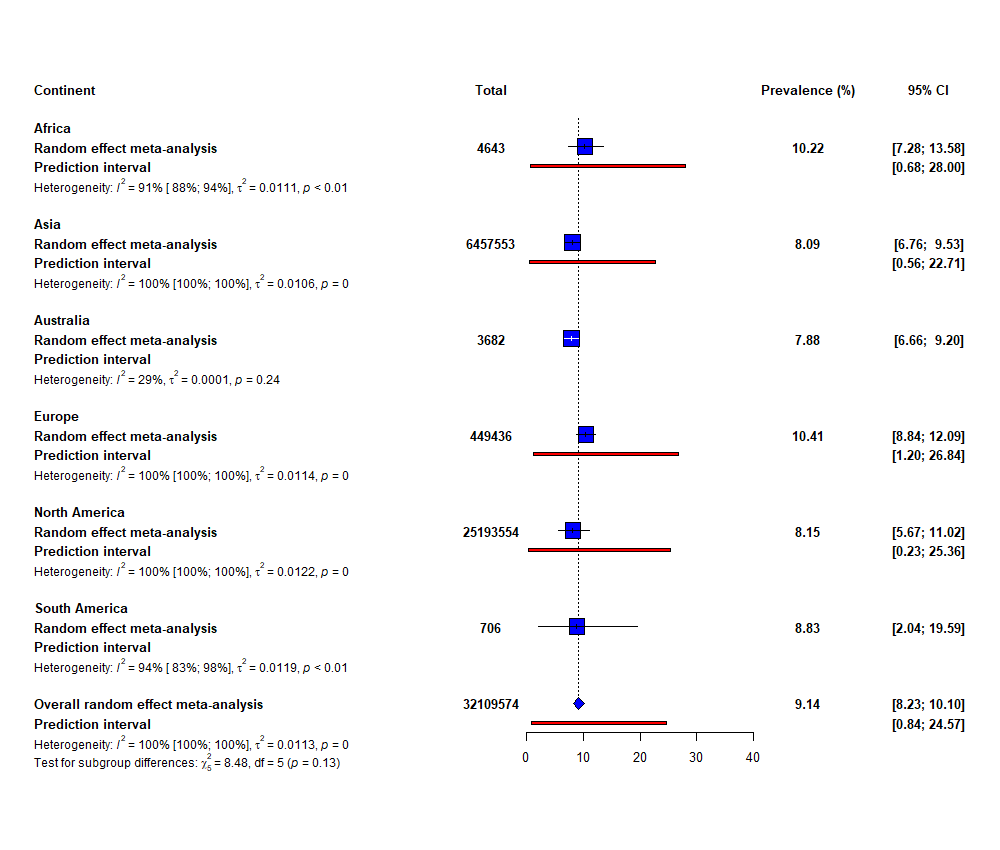 Continent Total Prevalence (%) 95% CI
Africa
Random effect meta-analysis 4643 10.22 [7.28; 13.58]
Prediction interval [0.68; 28.00]
Heterogeneity: I² = 91% [ 88%; 94%], τ² = 0.0111, p < 0.01
Asia
Random effect meta-analysis 6457553 8.09 [6.76; 9.53]
Prediction interval [0.56; 22.71]
Heterogeneity: I² = 100% [100%; 100%], τ² = 0.0106, p = 0
Australia
Random effect meta-analysis 3682 7.88 [6.66; 9.20]
Prediction interval
Heterogeneity: I² = 29%, τ² = 0.0001, p = 0.24
Europe
Random effect meta-analysis 449436 10.41 [8.84; 12.09]
Prediction interval [1.20; 26.84]
Heterogeneity: I² = 100% [100%; 100%], τ² = 0.0114, p = 0
North America
Random effect meta-analysis 25193554 8.15 [5.67; 11.02]
Prediction interval [0.23; 25.36]
Heterogeneity: I² = 100% [100%; 100%], τ² = 0.0122, p = 0
South America
Random effect meta-analysis 706 8.83 [2.04; 19.59]
Prediction interval
Heterogeneity: I² = 94% [ 83%; 98%], τ² = 0.0119, p < 0.01
Overall random effect meta-analysis 32109574 9.14 [8.23; 10.10]
Prediction interval [0.84; 24.57]
Heterogeneity: I² = 100% [100%; 100%], τ² = 0.0113, p = 0
Test for subgroup differences: χ²₅ = 8.48, df = 5 (p = 0.13)
0 10 20 30 40